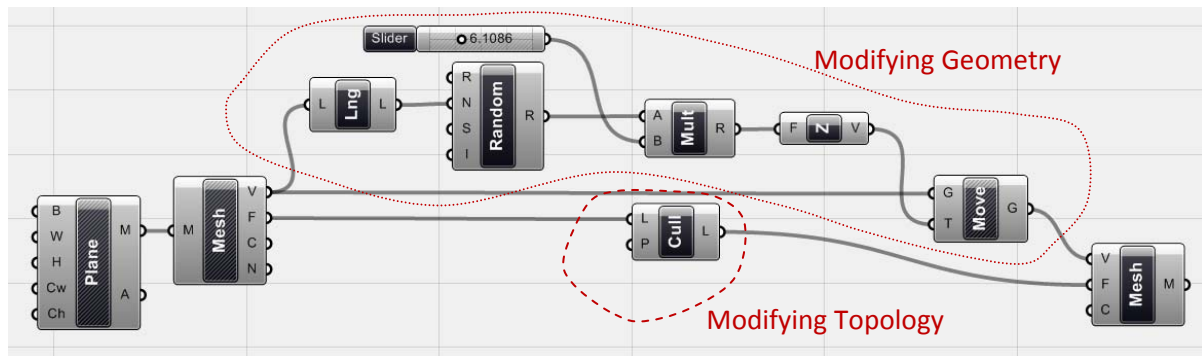 Slider 6.1086
Modifying Geometry
L Lng L
R N S I Random R
A B Mult R
F Z V
B W H Cw Ch Plane M A
M Mesh V F C N
L P Cull L
G T Move G
V F C Mesh M
Modifying Topology